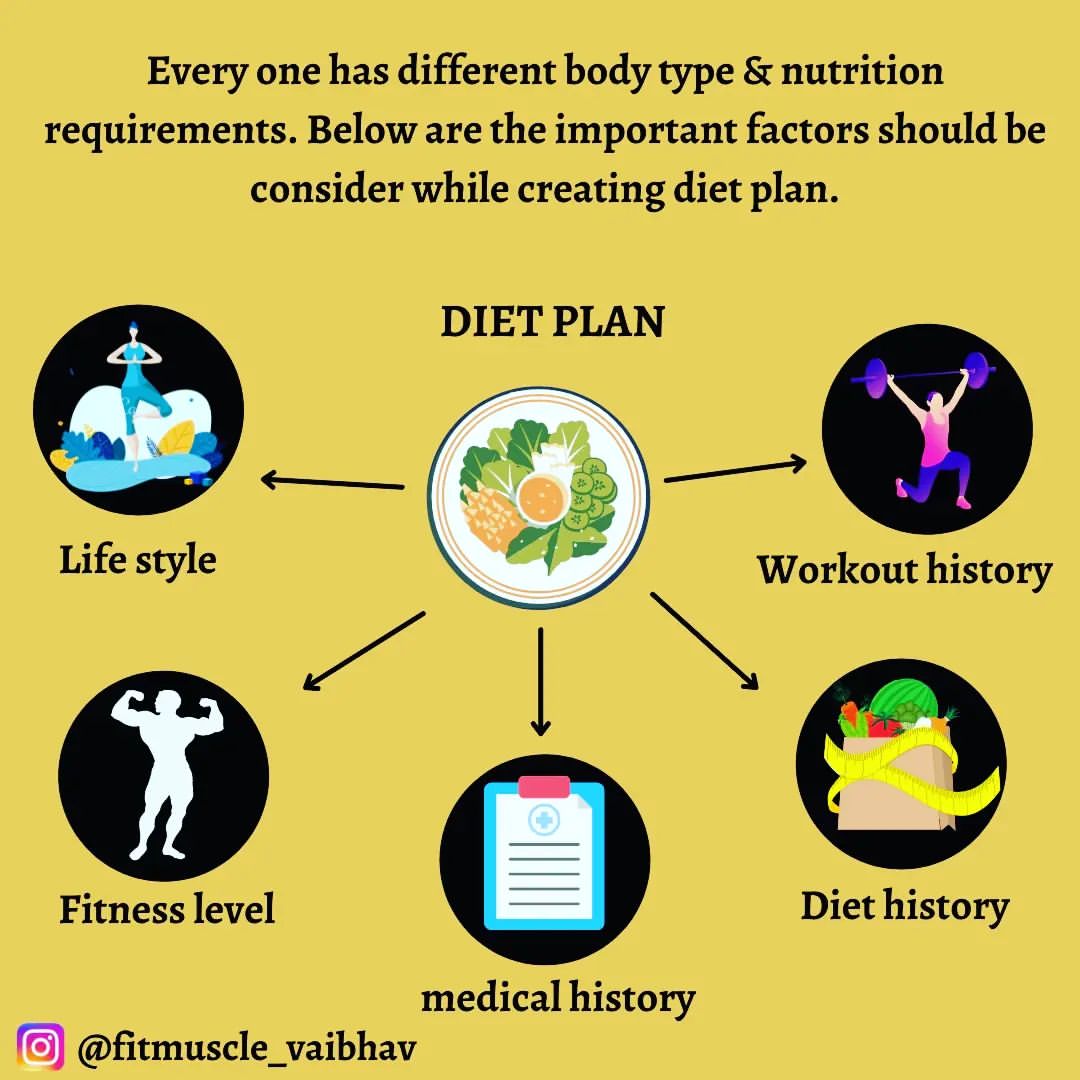 Every one has different body type & nutrition
requirements. Below are the important factors should be
consider while creating diet plan.
DIET PLAN
Life style
Workout history
Fitness level
Diet history
medical history
@fitmuscle_vaibhav